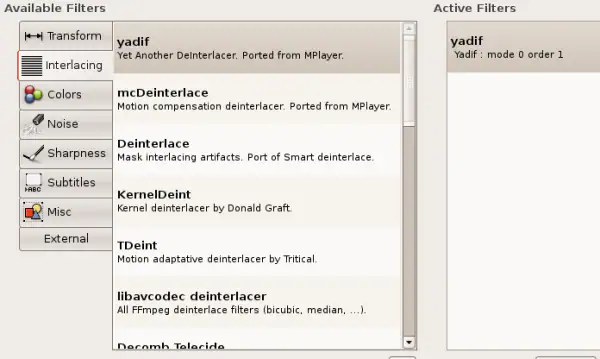 Available Filters
Transform
Interlacing
Colors
Noise
Sharpness
Subtitles
Misc
External
yadif
Yet Another DeInterlacer. Ported from MPlayer.
mcDeinterlace
Motion compensation deinterlacer. Ported from MPlayer.
Deinterlace
Mask interlacing artifacts. Port of Smart deinterlace.
KernelDeint
Kernel deinterlacer by Donald Graft.
TDeint
Motion adaptative deinterlacer by Tritical.
libavcodec deinterlacer
All FFmpeg deinterlace filters (bicubic, median, ...).
Decomb Telecide
Active Filters
yadif
Yadif : mode 0 order 1